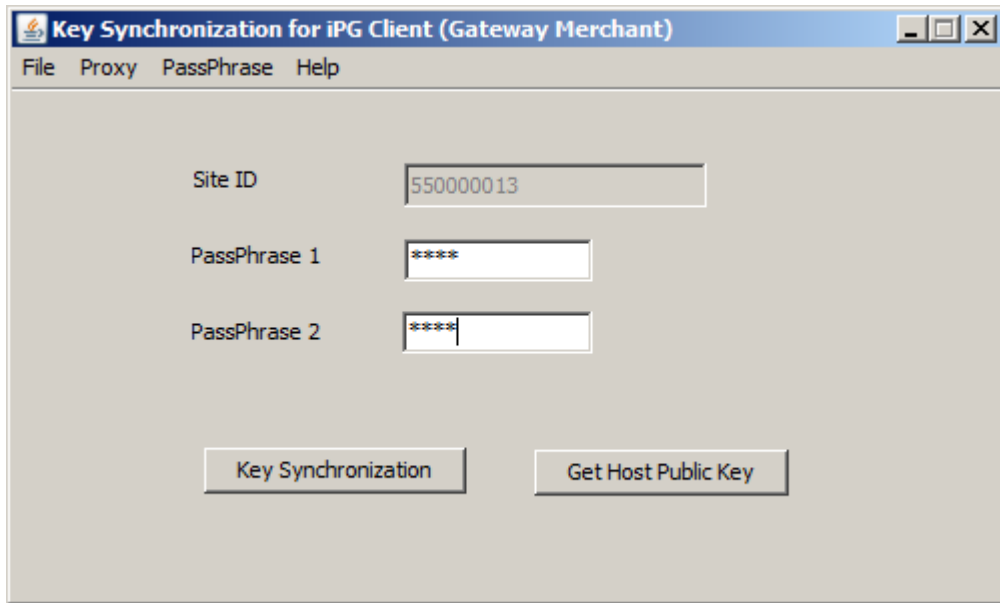 Key Synchronization for iPG Client (Gateway Merchant)
File Proxy PassPhrase Help
Site ID 550000013
PassPhrase 1 ****
PassPhrase 2 ****
Key Synchronization Get Host Public Key